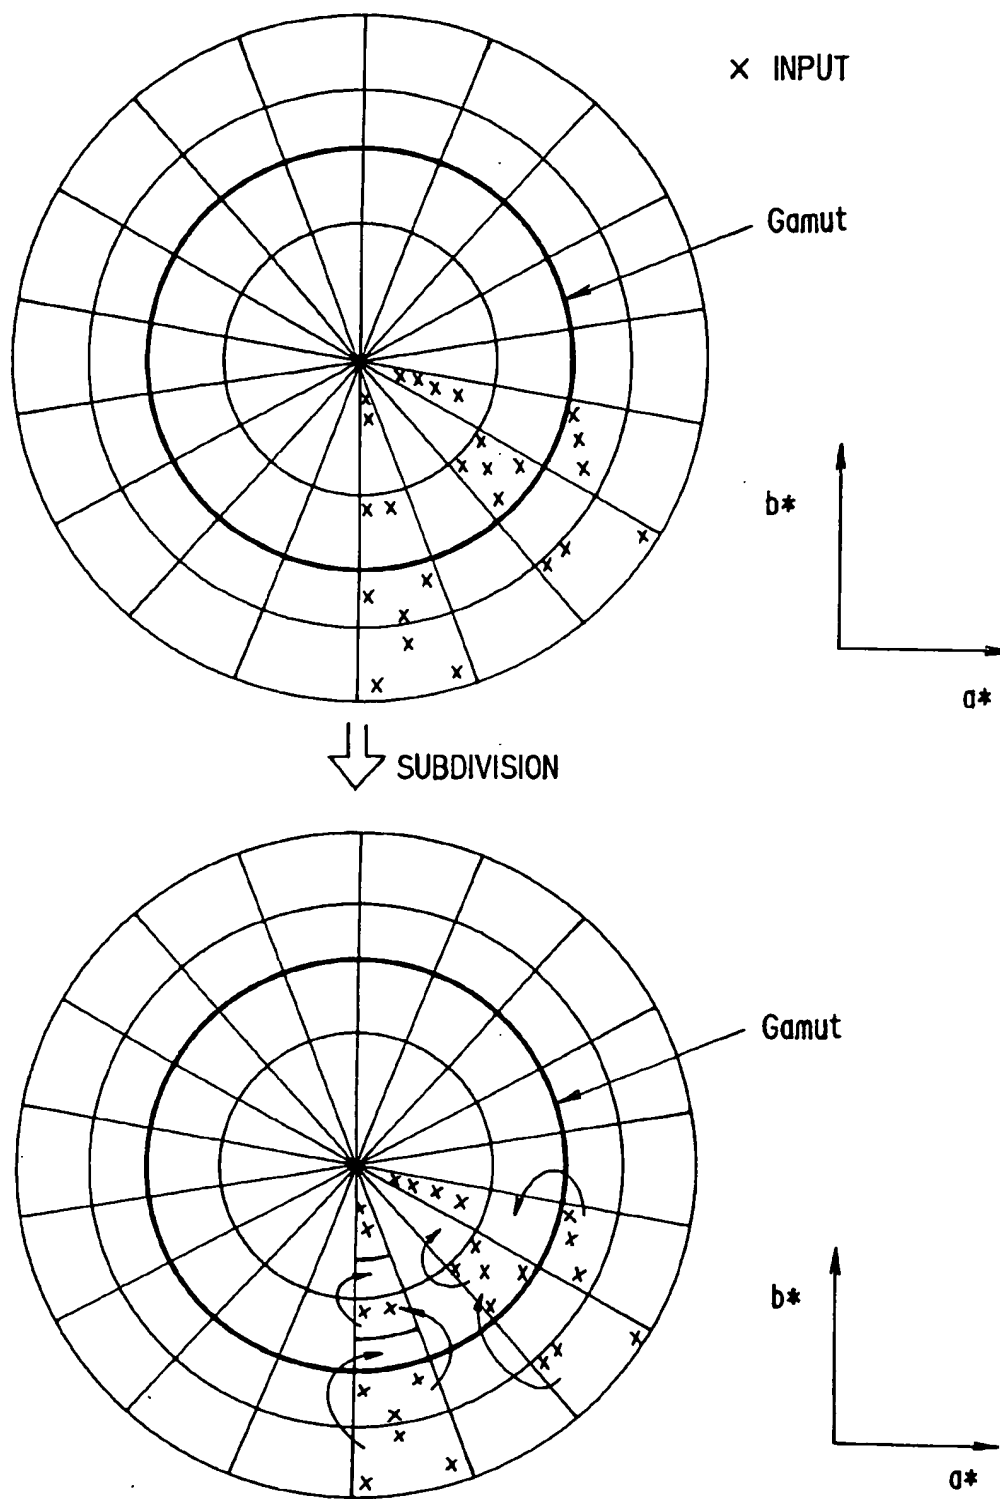 × INPUT
Gamut
b*
a*
SUBDIVISION
Gamut
b*
a*